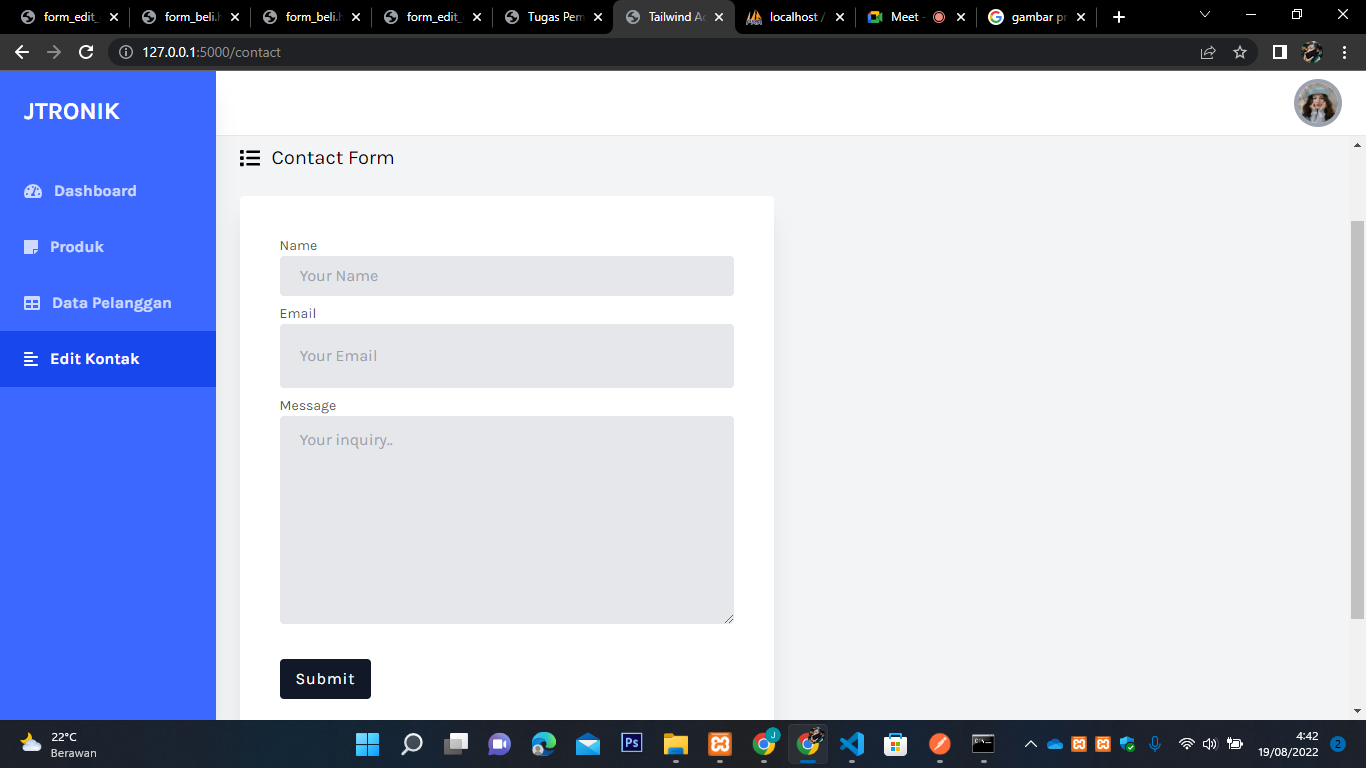 form_edit_
form_beli.h
form_beli.h
form_edit_
Tugas Pem
Tailwind Ad
localhost /
Meet -
gambar pr
127.0.0.1:5000/contact
JTRONIK
Dashboard
Produk
Data Pelanggan
Edit Kontak
Contact Form
Name
Your Name
Email
Your Email
Message
Your inquiry..
Submit
22°C
Berawan
Ps
J
4:42
19/08/2022
2